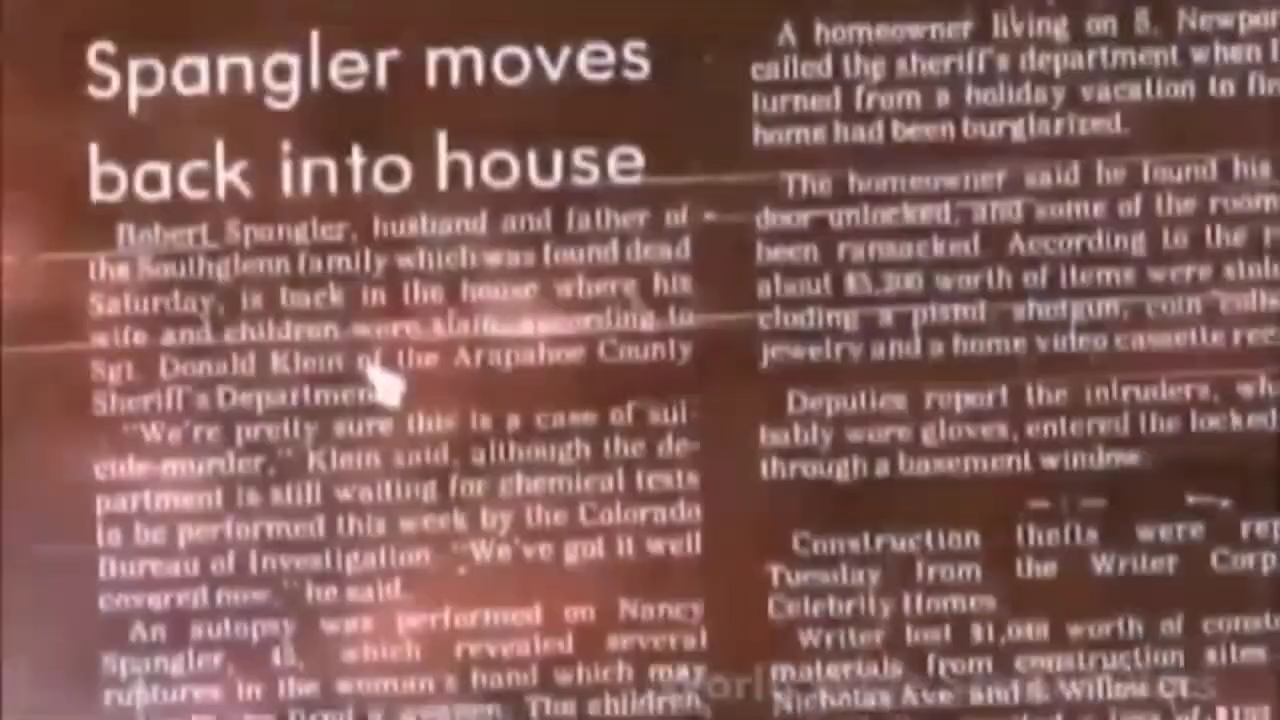 Spangler moves
back into house
Robert Spangler, husband and father of
the Southglenn family which was found dead
Saturday, is back in the house where his
wife and children were slain, according to
Sgt. Donald Klein of the Arapahoe County
Sheriff's Department
"We're pretty sure this is a case of sui-
cide-murder," Klein said, although the de-
partment is still waiting for chemical tests
to be performed this week by the Colorado
Bureau of Investigation. "We've got it well
covered now," he said.
An autopsy was performed on Nancy
Spangler, 45, which revealed several
ruptures in the woman's hand which may
a weapon. The children,
A homeowner living on S. Newpor
called the sheriff's department when
turned from a holiday vacation to fin
home had been burglarized.
The homeowner said he found his
door unlocked, and some of the room
been ransacked. According to the
about $5,300 worth of items were stol
cluding a pistol, shotgun, coin colle
jewelry and a home video cassette rec
Deputies report the intruders, wh
bably wore gloves, entered the locked
through a basement window.
Construction thefts were rep
Tuesday from the Writer Corp
Celebrity Homes
Writer lost worth of const
materials from construction sites
Nicholas Ave. and S. Willow Ct.